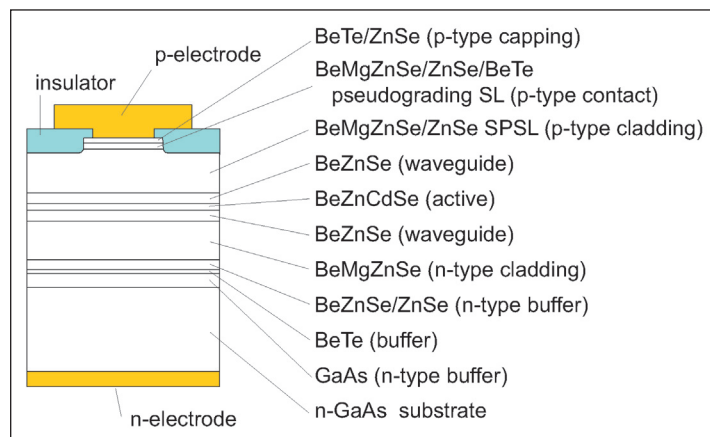 BeTe/ZnSe (p-type capping)
p-electrode
BeMgZnSe/ZnSe/BeTe
insulator
pseudograding SL (p-type contact)
BeMgZnSe/ZnSe SPSL (p-type cladding)
BeZnSe (waveguide)
BeZnCdSe (active)
BeZnSe (waveguide)
BeMgZnSe (n-type cladding)
BeZnSe/ZnSe (n-type buffer)
BeTe (buffer)
GaAs (n-type buffer)
n-electrode
n-GaAs substrate